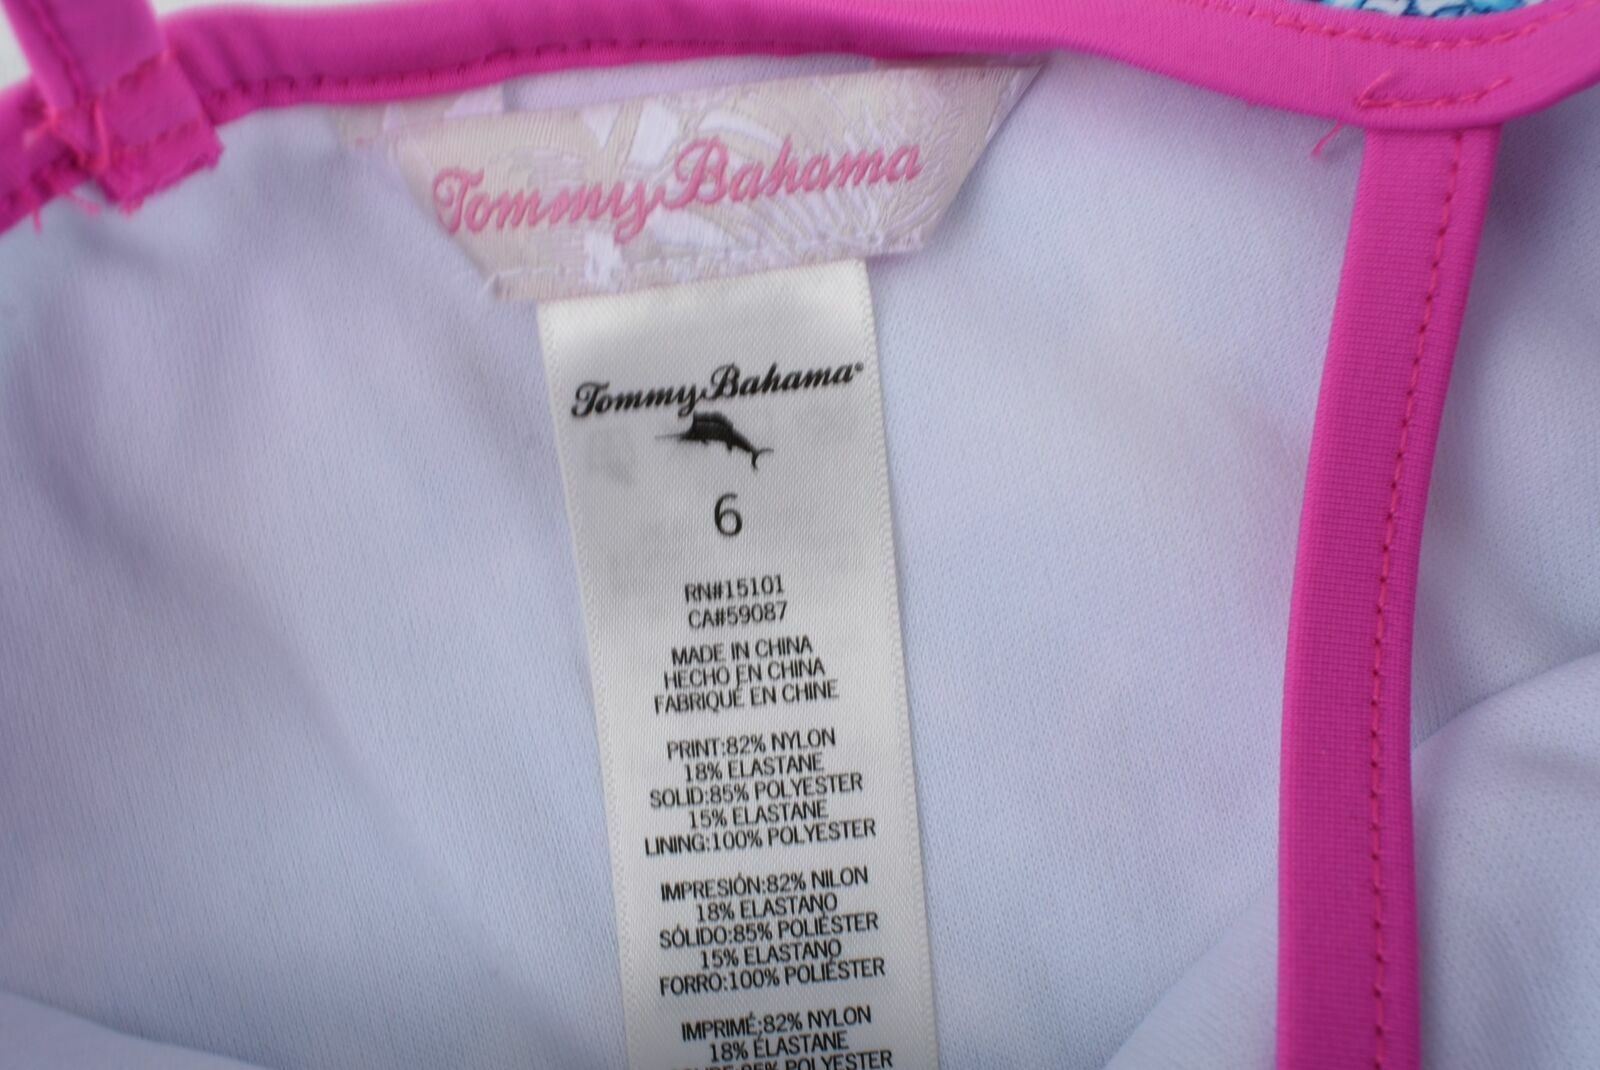 Tommy Bahama
Tommy Bahama®
6
RN#15101
CA#59087
MADE IN CHINA
HECHO EN CHINA
FABRIQUÉ EN CHINE
PRINT:82% NYLON
18% ELASTANE
SOLID:85% POLYESTER
15% ELASTANE
LINING:100% POLYESTER
IMPRESIÓN:82% NILON
18% ELASTANO
SÓLIDO:85% POLIÉSTER
15% ELASTANO
FORRO:100% POLIÉSTER
IMPRIMÉ:82% NYLON
18% ÉLASTANE
85% POLYESTER